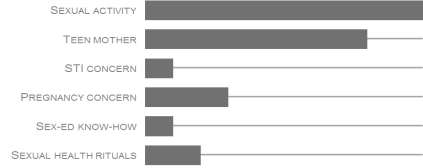 Sexual activity
Teen mother
STI concern
Pregnancy concern
Sex-ed know-how
Sexual health rituals